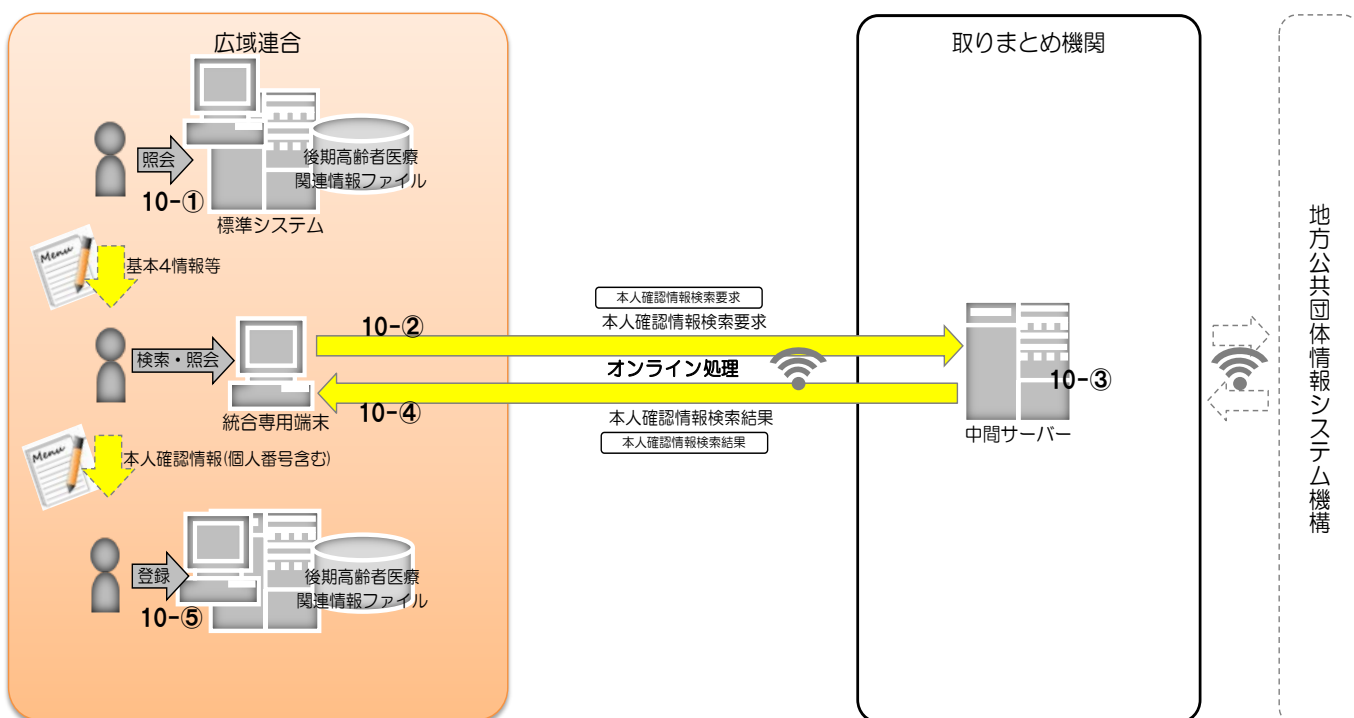 広域連合
照会
10-①
後期高齢者医療
関連情報ファイル
標準システム
Menu
基本4情報等
検索・照会
統合専用端末
10-②
本人確認情報検索要求
本人確認情報検索要求
オンライン処理
10-④
本人確認情報検索結果
本人確認情報検索結果
Menu
本人確認情報(個人番号含む)
登録
10-⑤
後期高齢者医療
関連情報ファイル
取りまとめ機関
10-③
中間サーバー
地方公共団体情報システム機構